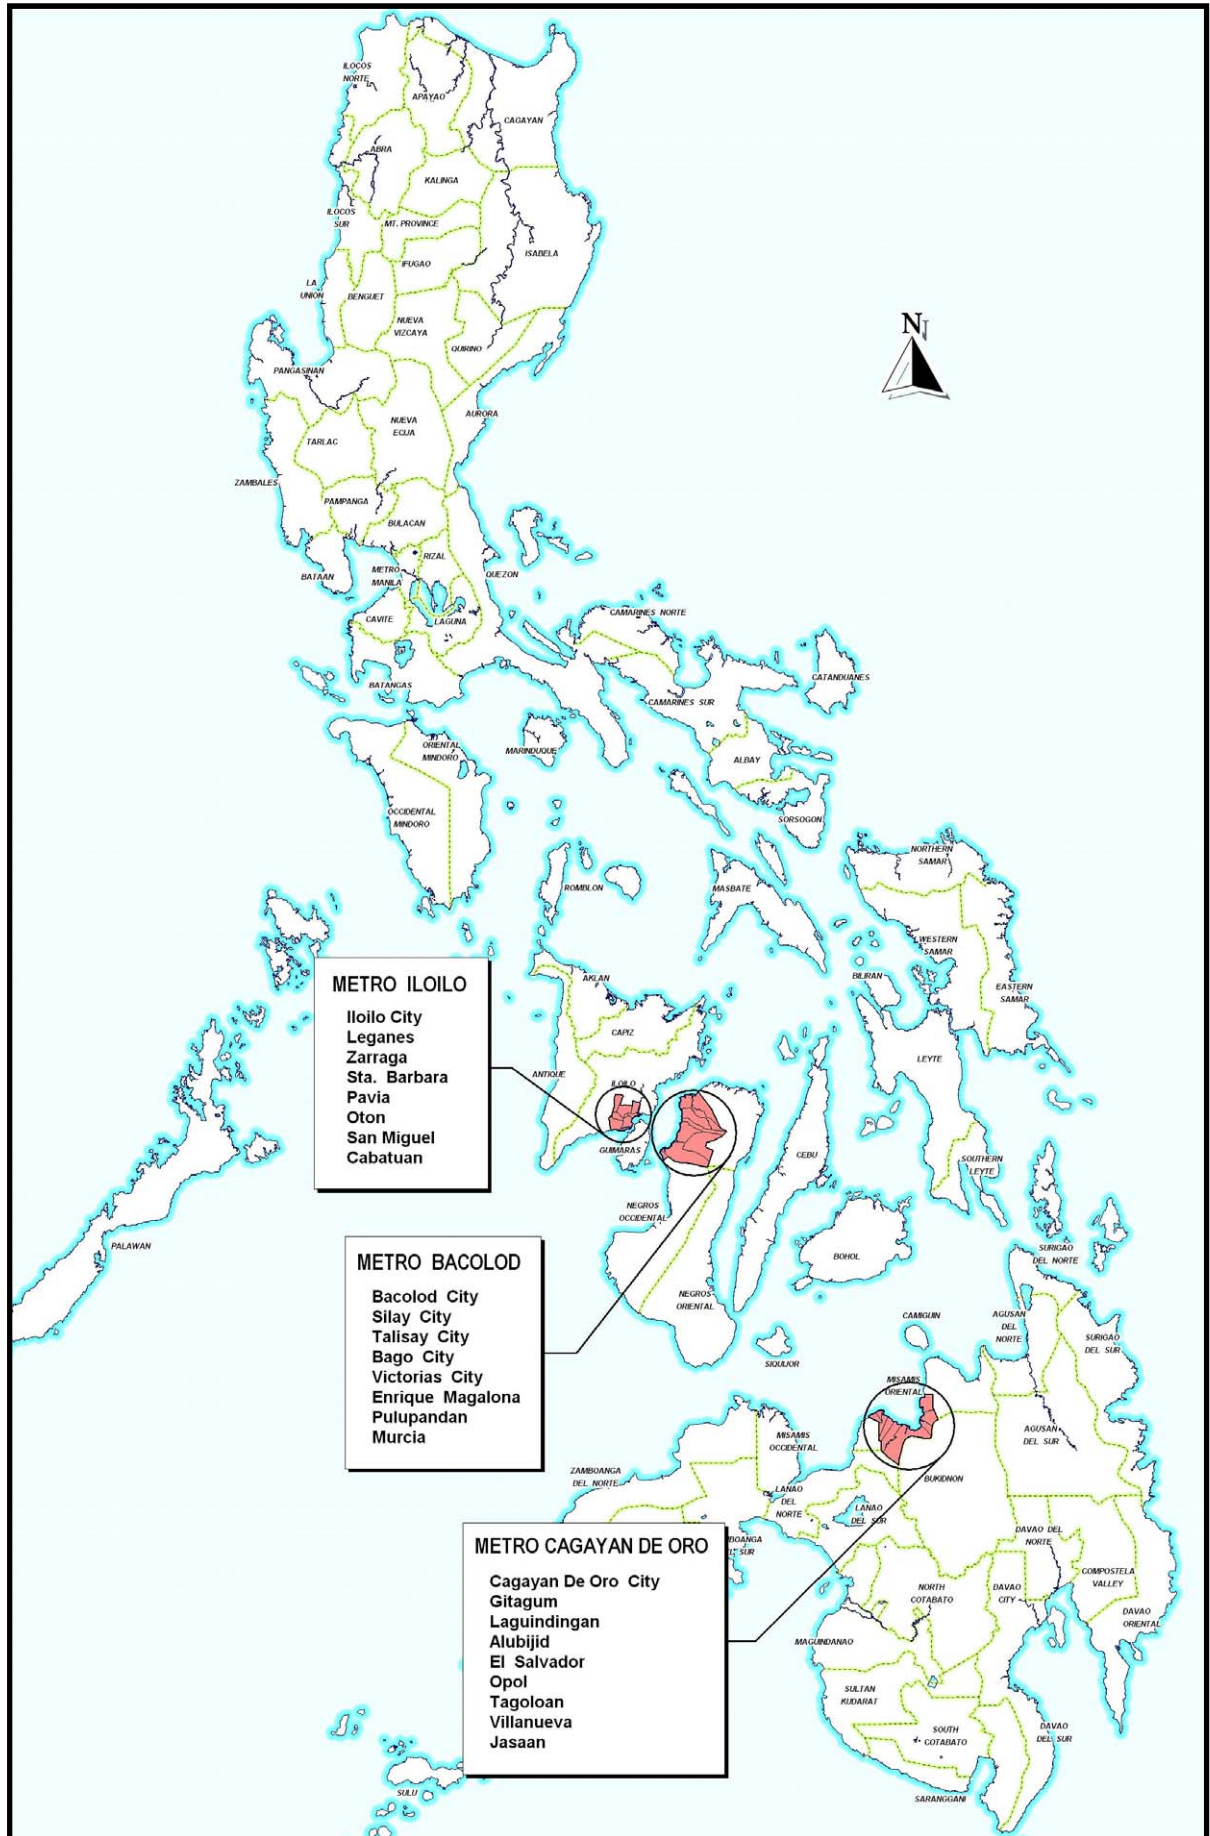 ILOCOS
NORTE
APAYAO
CAGAYAN
ABRA
KALINGA
ILOCOS
SUR
MT. PROVINCE
ISABELA
IFUGAO
LA
UNION
BENGUET
NUEVA
VIZCAYA
QUIRINO
N
PANGASINAN
AURORA
NUEVA
ECIJA
TARLAC
ZAMBALES
PAMPANGA
BULACAN
RIZAL
METRO
MANILA
BATAAN
QUEZON
CAVITE
LAGUNA
CAMARINES NORTE
CATANDUANES
BATANGAS
CAMARINES SUR
ORIENTAL
MINDORO
MARINDUQUE
ALBAY
OCCIDENTAL
MINDORO
SORSOGON
NORTHERN
SAMAR
ROMBLON
MASBATE
WESTERN
SAMAR
BILIRAN
EASTERN
SAMAR
AKLAN
CAPIZ
LEYTE
ANTIQUE
ILOILO
GUIMARAS
CEBU
SOUTHERN
LEYTE
METRO ILOILO
Iloilo City
Leganes
Zarraga
Sta. Barbara
Pavia
Oton
San Miguel
Cabatuan
NEGROS
OCCIDENTAL
PALAWAN
BOHOL
SURIGAO
DEL NORTE
NEGROS
ORIENTAL
METRO BACOLOD
Bacolod City
Silay City
Talisay City
Bago City
Victorias City
Enrique Magalona
Pulupandan
Murcia
CAMIGUIN
AGUSAN
DEL
NORTE
SURIGAO
DEL SUR
SIQUIJOR
MISAMIS
ORIENTAL
MISAMIS
OCCIDENTAL
AGUSAN
DEL SUR
ZAMBOANGA
DEL NORTE
BUKIDNON
LANAO
DEL
NORTE
LANAO
DEL SUR
BOANGA
L SUR
DAVAO DEL
NORTE
COMPOSTELA
VALLEY
NORTH
COTABATO
DAVAO
CITY
DAVAO
ORIENTAL
MAGUINDANAO
METRO CAGAYAN DE ORO
Cagayan De Oro City
Gitagum
Laguindingan
Alubijid
El Salvador
Opol
Tagoloan
Villanueva
Jasaan
SULTAN
KUDARAT
SOUTH
COTABATO
DAVAO
DEL SUR
SULU
SARANGGANI